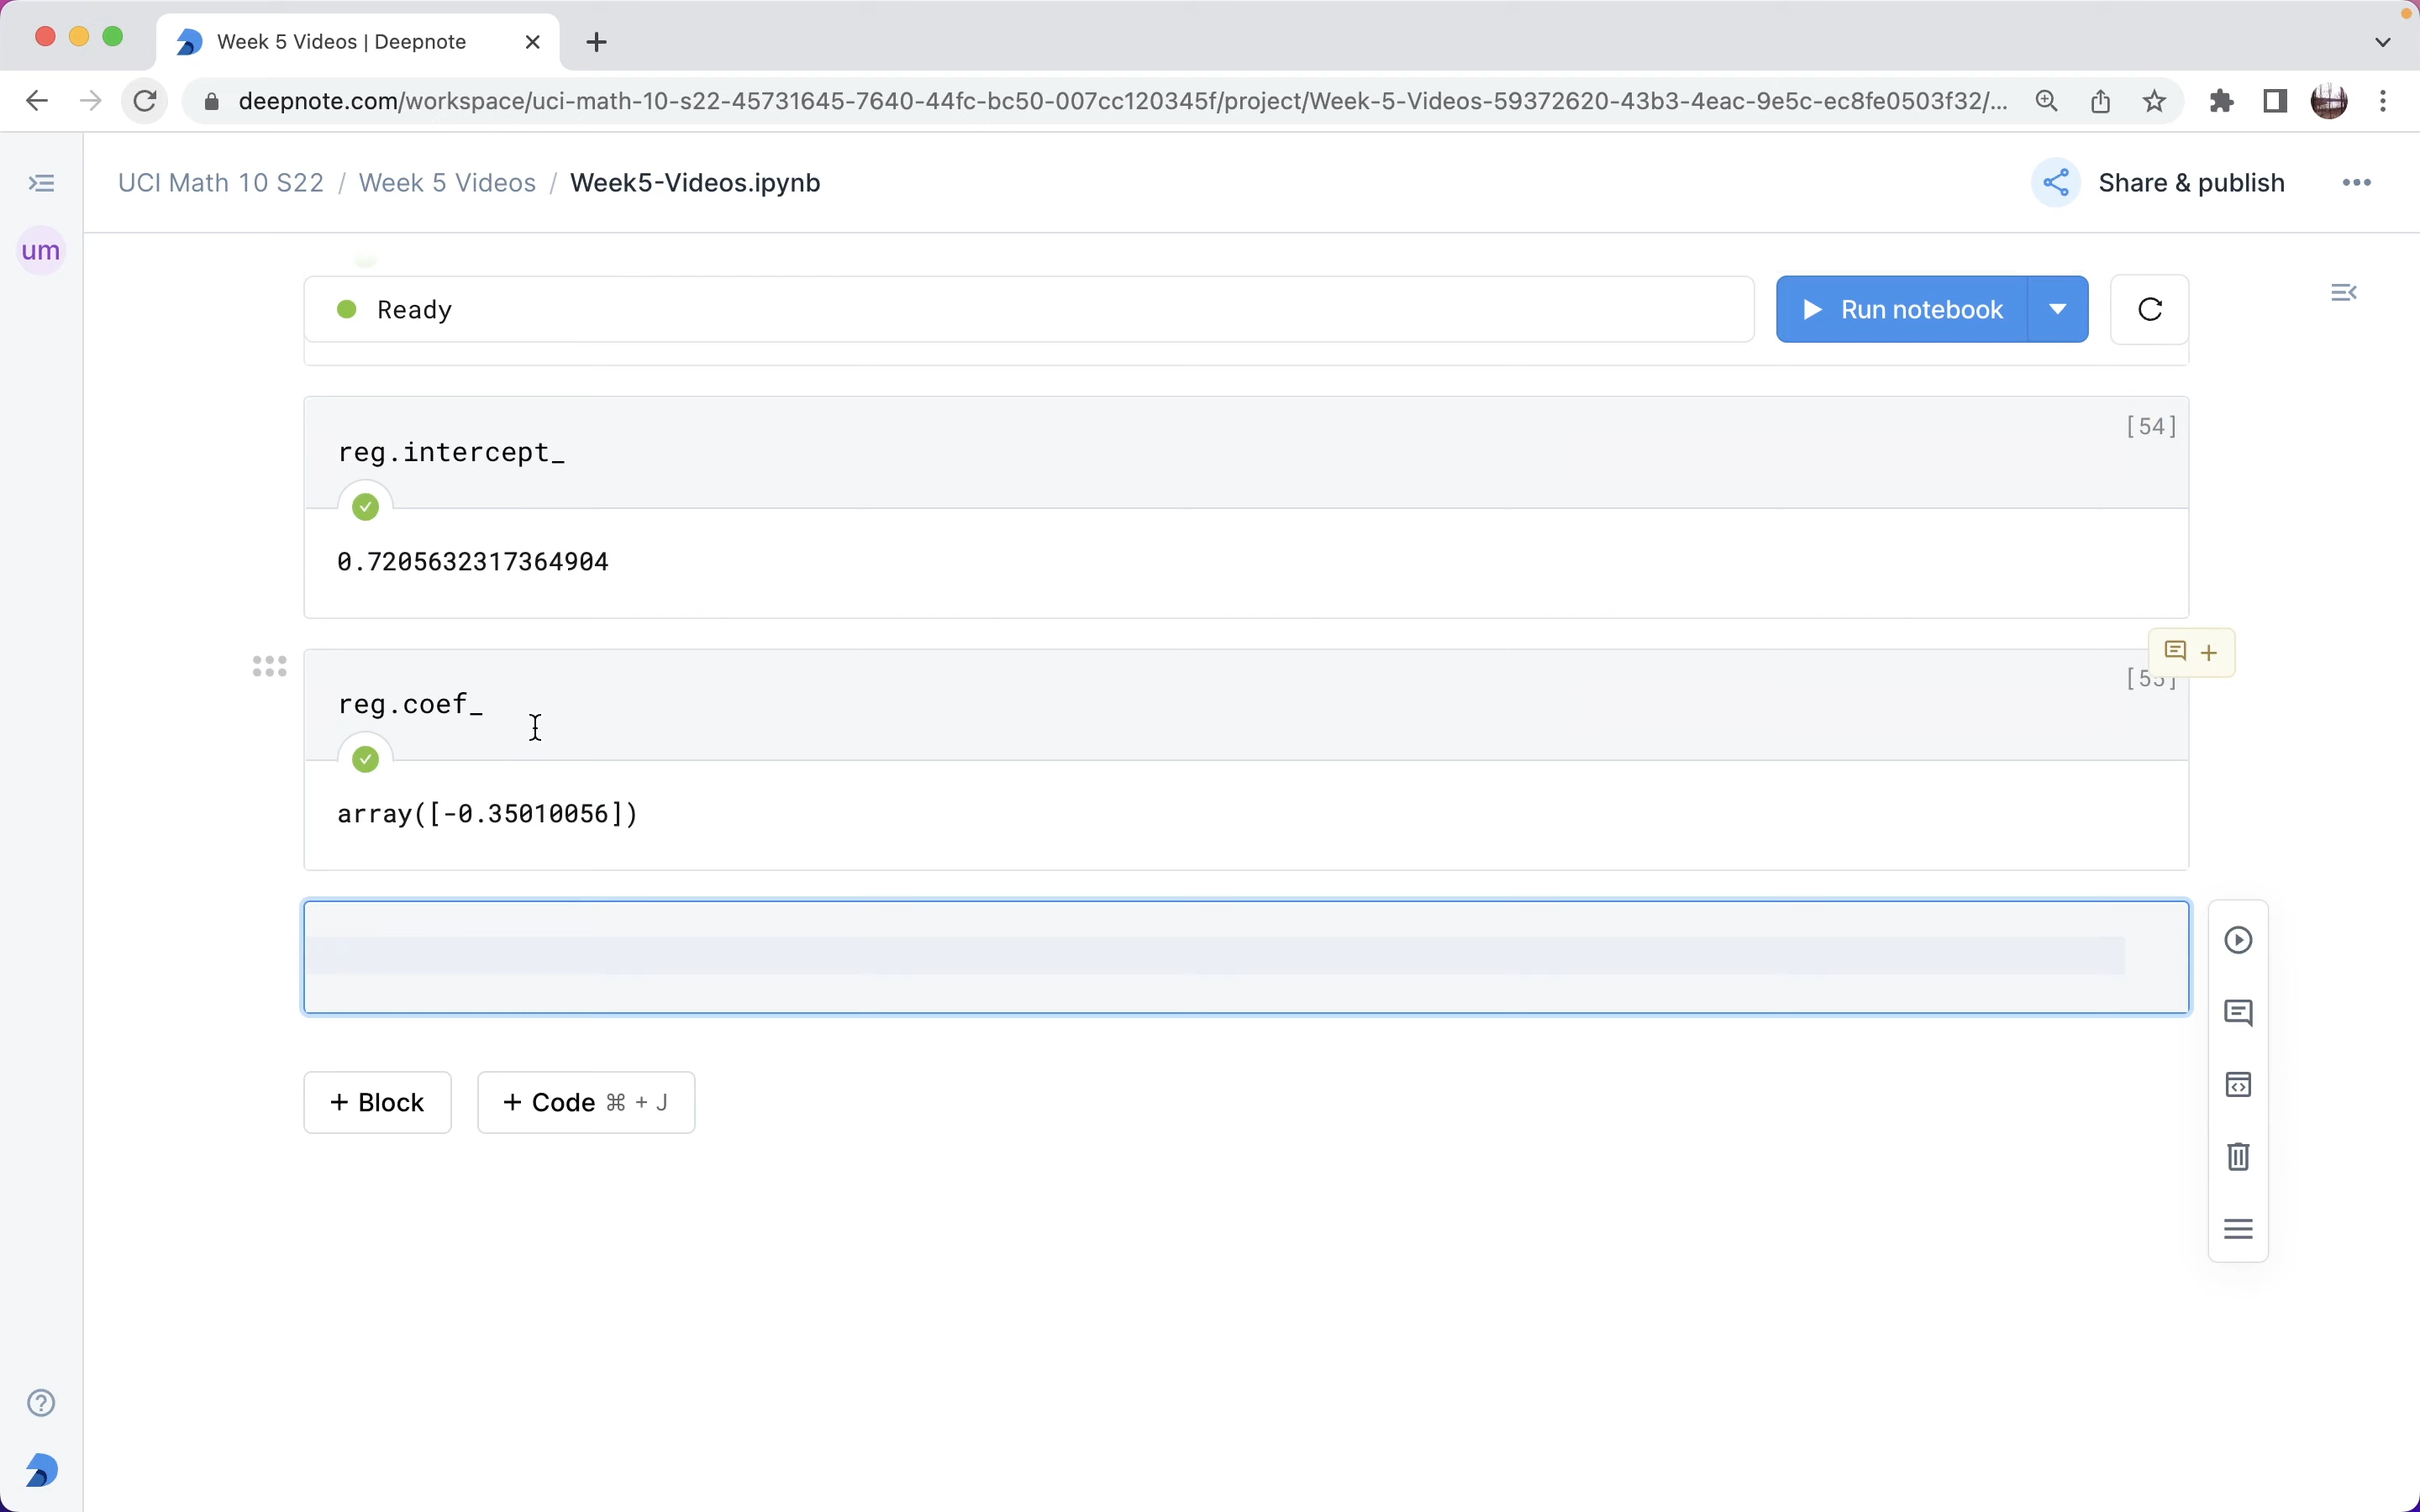 Week 5 Videos | Deepnote
deepnote.com/workspace/uci-math-10-s22-45731645-7640-44fc-bc50-007cc120345f/project/Week-5-Videos-59372620-43b3-4eac-9e5c-ec8fe0503f32/...
UCI Math 10 S22 / Week 5 Videos / Week5-Videos.ipynb
Share & publish
um
Ready
Run notebook
[54]
reg.intercept_
0.7205632317364904
[55]
reg.coef_
array([-0.35010056])
+ Block
+ Code ⌘ + J